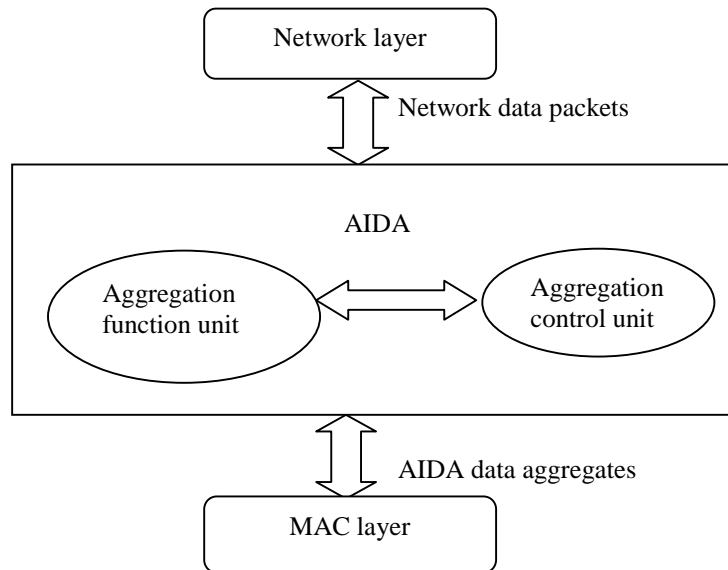 Network layer
Network data packets
AIDA
Aggregation
function unit
Aggregation
control unit
AIDA data aggregates
MAC layer